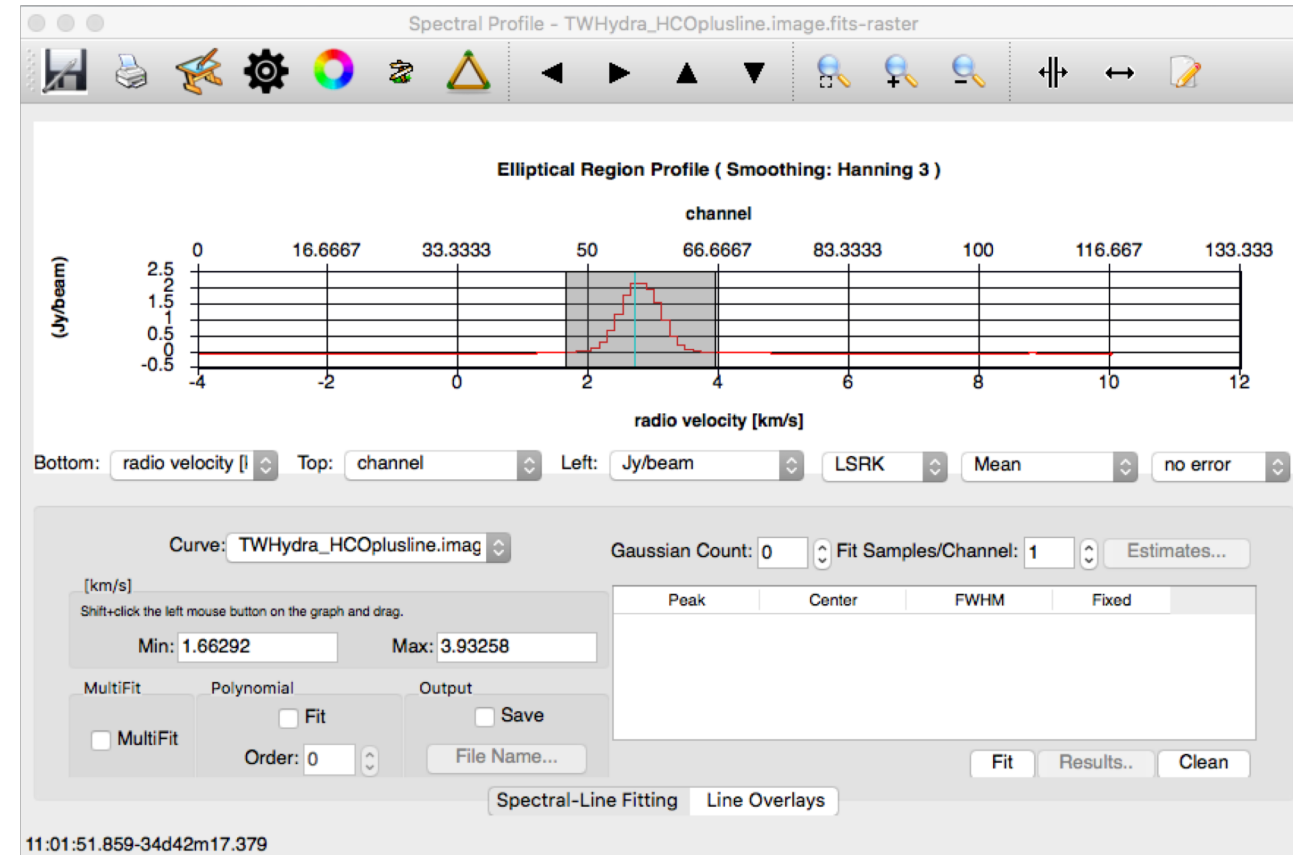 Spectral Profile - TWHydra_HCOplusline.image.fits-raster
Elliptical Region Profile ( Smoothing: Hanning 3 )
channel
0 16.6667 33.3333 50 66.6667 83.3333 100 116.667 133.333
(Jy/beam)
2.5
2
1.5
1
0.5
0
-0.5
-4 -2 0 2 4 6 8 10 12
radio velocity [km/s]
Bottom: radio velocity [ Top: channel Left: Jy/beam LSRK Mean no error
Curve: TWHydra_HCOplusline.imag Gaussian Count: 0 Fit Samples/Channel: 1 Estimates...
[km/s]
Shift+click the left mouse button on the graph and drag.
Min: 1.66292 Max: 3.93258
Peak Center FWHM Fixed
MultiFit Polynomial Output
MultiFit Fit Save
Order: 0 File Name...
Fit Results.. Clean
Spectral-Line Fitting Line Overlays
11:01:51.859-34d42m17.379